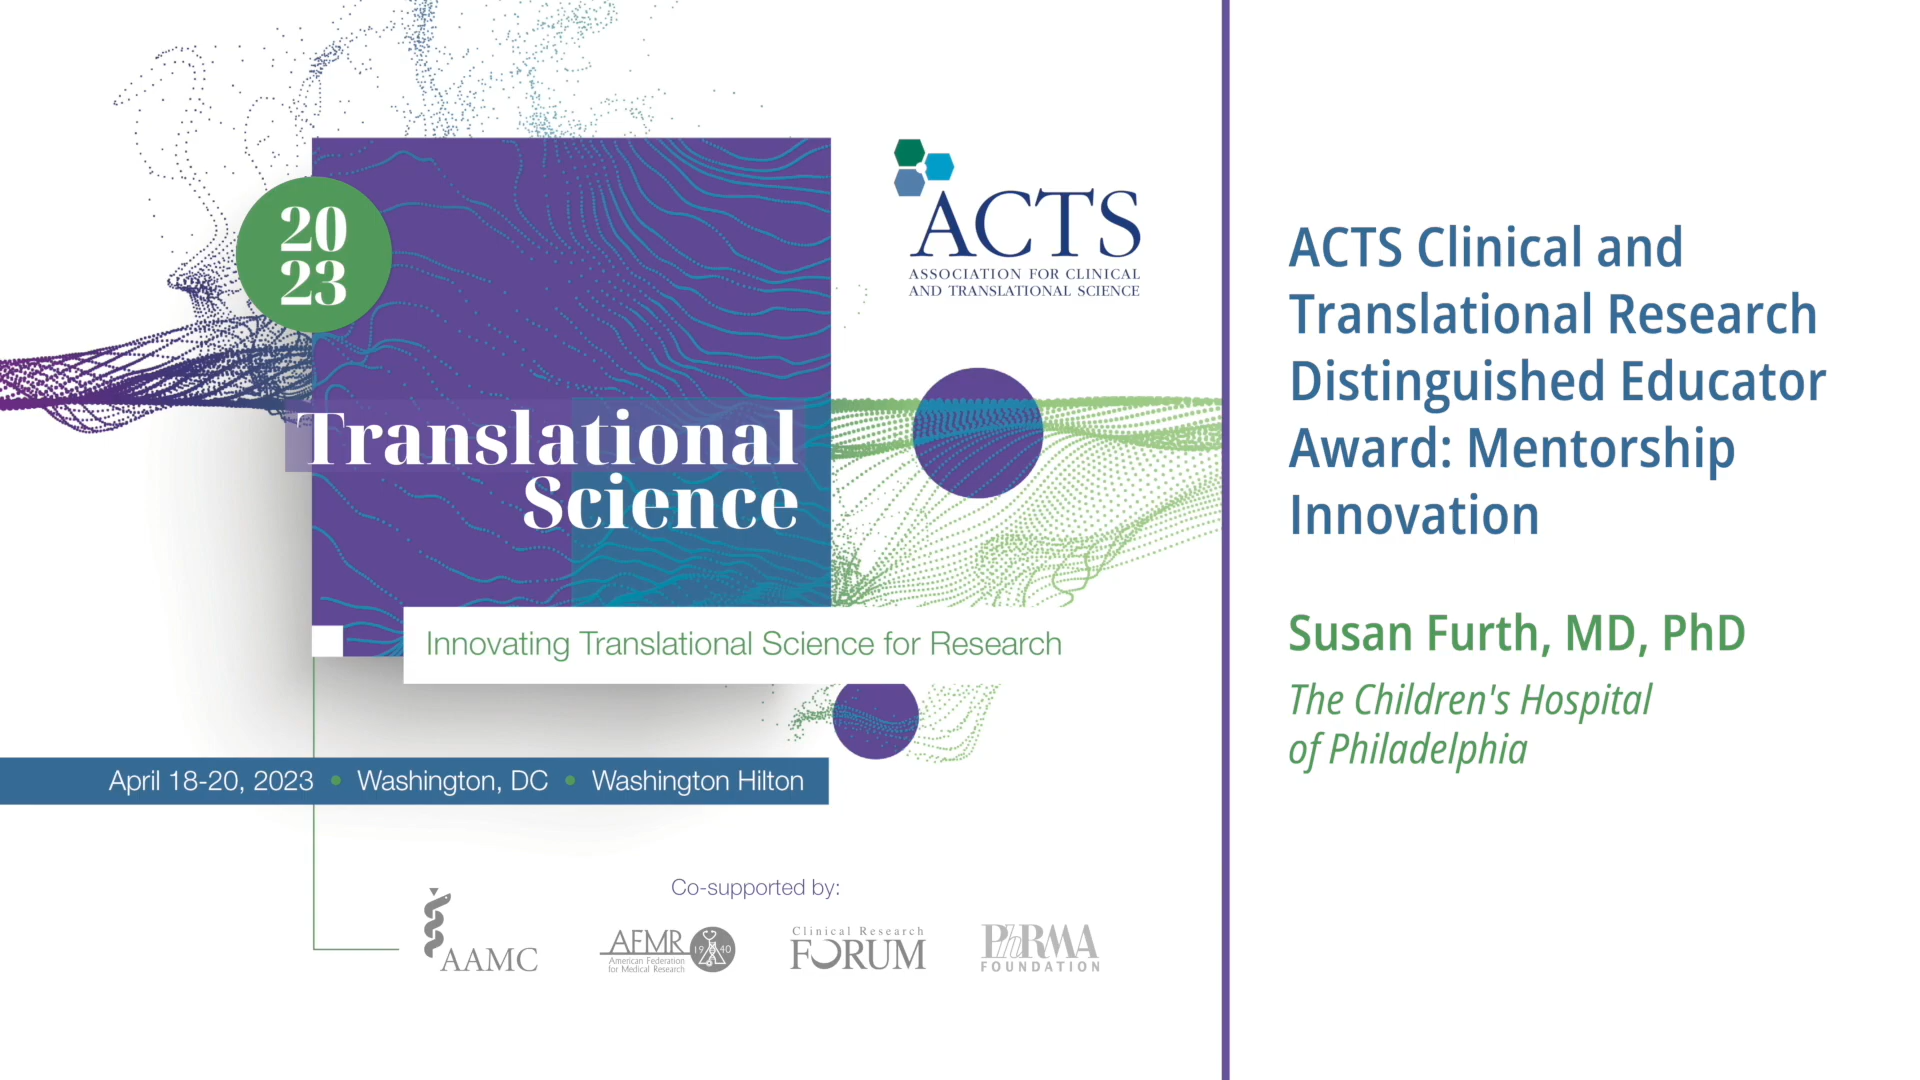 20
23
ACTS
ASSOCIATION FOR CLINICAL
AND TRANSLATIONAL SCIENCE
Translational
Science
Innovating Translational Science for Research
April 18-20, 2023 • Washington, DC • Washington Hilton
Co-supported by:
AAMC
AFMR
1940
American Federation
for Medical Research
Clinical Research
FORUM
PhRMA
FOUNDATION
ACTS Clinical and
Translational Research
Distinguished Educator
Award: Mentorship
Innovation
Susan Furth, MD, PhD
The Children's Hospital
of Philadelphia